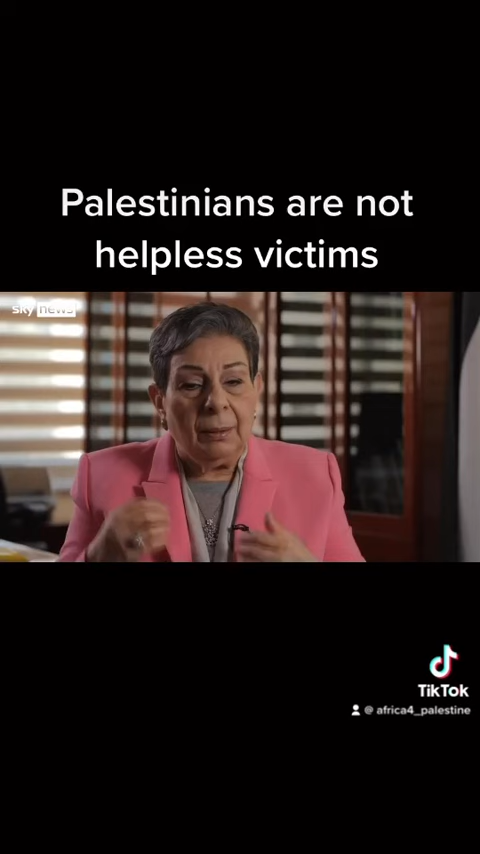 Palestinians are not
helpless victims
sky news
TikTok
@ africa4_palestine